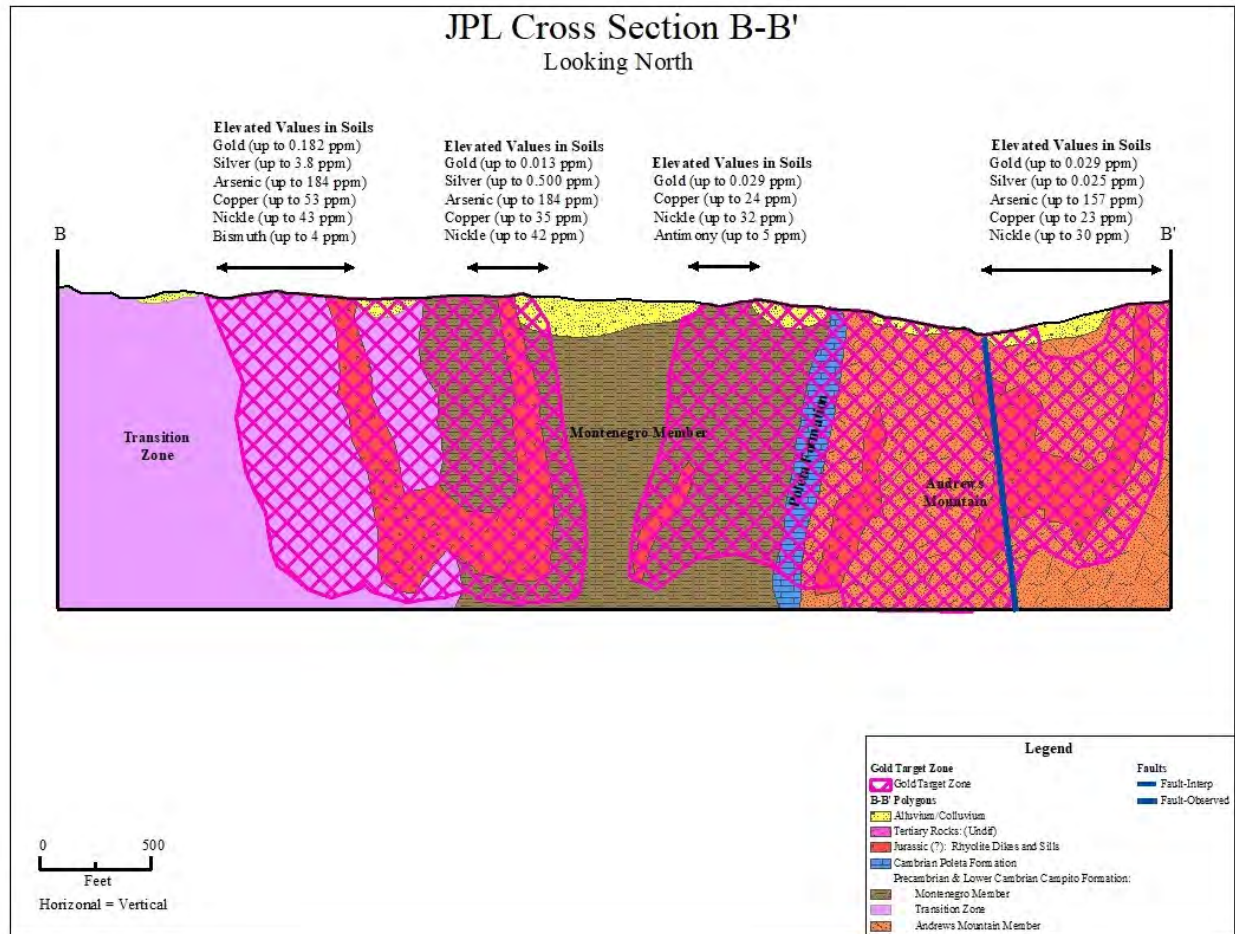 JPL Cross Section B-B'
Looking North
Elevated Values in Soils
Gold (up to 0.182 ppm)
Silver (up to 3.8 ppm)
Arsenic (up to 184 ppm)
Copper (up to 53 ppm)
Nickle (up to 43 ppm)
Bismuth (up to 4 ppm)
Elevated Values in Soils
Gold (up to 0.013 ppm)
Silver (up to 0.500 ppm)
Arsenic (up to 184 ppm)
Copper (up to 35 ppm)
Nickle (up to 42 ppm)
Elevated Values in Soils
Gold (up to 0.029 ppm)
Copper (up to 24 ppm)
Nickle (up to 32 ppm)
Antimony (up to 5 ppm)
Elevated Values in Soils
Gold (up to 0.029 ppm)
Silver (up to 0.025 ppm)
Arsenic (up to 157 ppm)
Copper (up to 23 ppm)
Nickle (up to 30 ppm)
B
B'
Transition
Zone
Montenegro Member
Poleta Formation
Andrews
Mountain
0 500
Feet
Horizonal = Vertical
Legend
Gold Target Zone
Gold Target Zone
B-B' Polygons
Alluvium/Colluvium
Tertiary Rocks: (Undif)
Jurassic (?): Rhyolite Dikes and Sills
Cambrian Poleta Formation
Precambrian & Lower Cambrian Campito Formation:
Montenegro Member
Transition Zone
Andrews Mountain Member
Faults
Fault-Interp
Fault-Observed